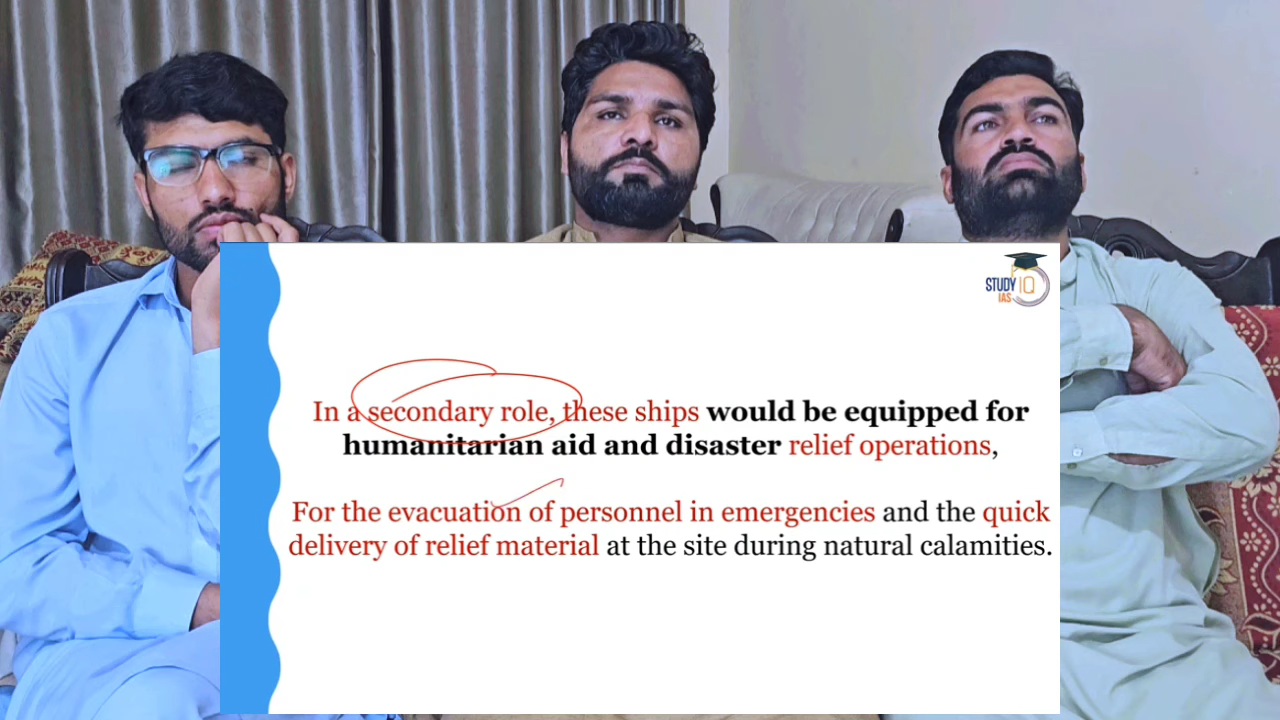 STUDY IQ
IAS
In a secondary role, these ships would be equipped for
humanitarian aid and disaster relief operations,
For the evacuation of personnel in emergencies and the quick
delivery of relief material at the site during natural calamities.